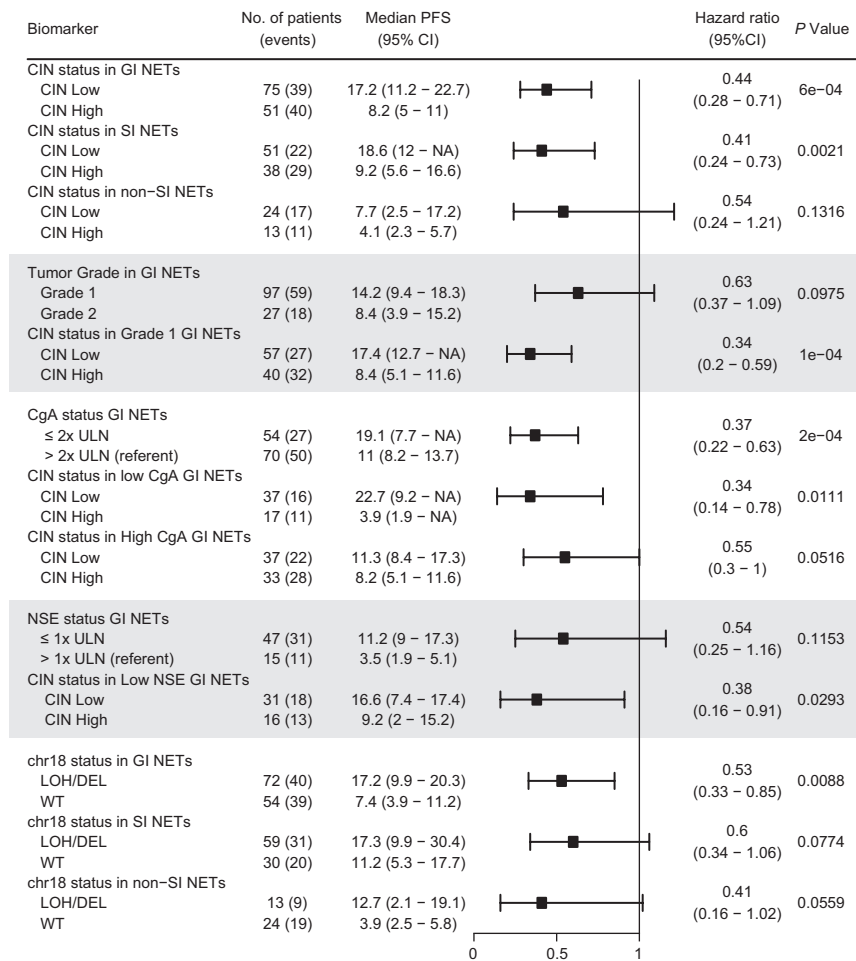 Biomarker No. of patients (events) Median PFS (95% CI) Hazard ratio (95%CI) P Value
CIN status in GI NETs
CIN Low 75 (39) 17.2 (11.2 − 22.7) 0.44 (0.28 − 0.71) 6e−04
CIN High 51 (40) 8.2 (5 − 11)
CIN status in SI NETs
CIN Low 51 (22) 18.6 (12 − NA) 0.41 (0.24 − 0.73) 0.0021
CIN High 38 (29) 9.2 (5.6 − 16.6)
CIN status in non−SI NETs
CIN Low 24 (17) 7.7 (2.5 − 17.2) 0.54 (0.24 − 1.21) 0.1316
CIN High 13 (11) 4.1 (2.3 − 5.7)
Tumor Grade in GI NETs
Grade 1 97 (59) 14.2 (9.4 − 18.3) 0.63 (0.37 − 1.09) 0.0975
Grade 2 27 (18) 8.4 (3.9 − 15.2)
CIN status in Grade 1 GI NETs
CIN Low 57 (27) 17.4 (12.7 − NA) 0.34 (0.2 − 0.59) 1e−04
CIN High 40 (32) 8.4 (5.1 − 11.6)
CgA status GI NETs
≤ 2x ULN 54 (27) 19.1 (7.7 − NA) 0.37 (0.22 − 0.63) 2e−04
> 2x ULN (referent) 70 (50) 11 (8.2 − 13.7)
CIN status in low CgA GI NETs
CIN Low 37 (16) 22.7 (9.2 − NA) 0.34 (0.14 − 0.78) 0.0111
CIN High 17 (11) 3.9 (1.9 − NA)
CIN status in High CgA GI NETs
CIN Low 37 (22) 11.3 (8.4 − 17.3) 0.55 (0.3 − 1) 0.0516
CIN High 33 (28) 8.2 (5.1 − 11.6)
NSE status GI NETs
≤ 1x ULN 47 (31) 11.2 (9 − 17.3) 0.54 (0.25 − 1.16) 0.1153
> 1x ULN (referent) 15 (11) 3.5 (1.9 − 5.1)
CIN status in Low NSE GI NETs
CIN Low 31 (18) 16.6 (7.4 − 17.4) 0.38 (0.16 − 0.91) 0.0293
CIN High 16 (13) 9.2 (2 − 15.2)
chr18 status in GI NETs
LOH/DEL 72 (40) 17.2 (9.9 − 20.3) 0.53 (0.33 − 0.85) 0.0088
WT 54 (39) 7.4 (3.9 − 11.2)
chr18 status in SI NETs
LOH/DEL 59 (31) 17.3 (9.9 − 30.4) 0.6 (0.34 − 1.06) 0.0774
WT 30 (20) 11.2 (5.3 − 17.7)
chr18 status in non−SI NETs
LOH/DEL 13 (9) 12.7 (2.1 − 19.1) 0.41 (0.16 − 1.02) 0.0559
WT 24 (19) 3.9 (2.5 − 5.8)
0 0.5 1